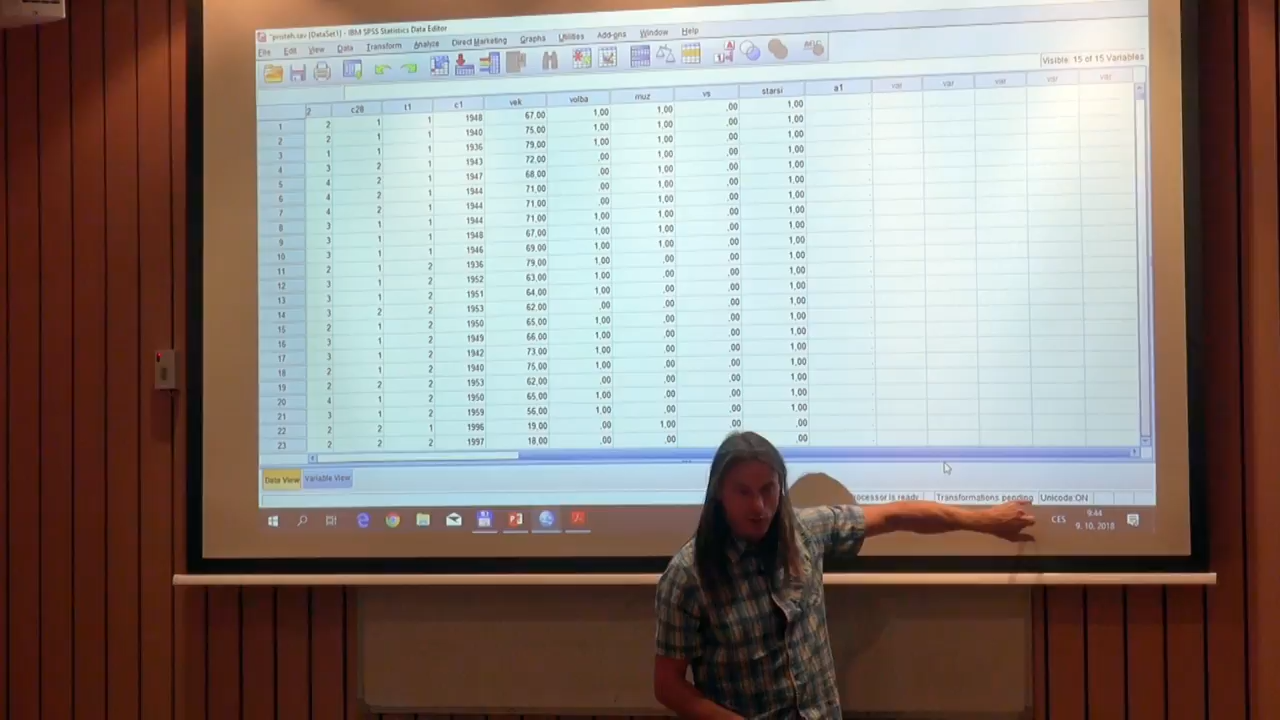 *pristeh.sav [DataSet1] - IBM SPSS Statistics Data Editor
File Edit View Data Transform Analyze Direct Marketing Graphs Utilities Add-ons Window Help
Visible: 15 of 15 Variables
2 c28 t1 c1 vek volba muz vs starsi a1 var var var var var
1 2 1 1 1948 67,00 1,00 1,00 ,00 1,00 .
2 2 1 1 1940 75,00 1,00 1,00 ,00 1,00 .
3 1 1 1 1936 79,00 1,00 1,00 ,00 1,00 .
4 3 2 1 1943 72,00 ,00 1,00 ,00 1,00 .
5 4 2 1 1947 68,00 ,00 1,00 ,00 1,00 .
6 4 2 1 1944 71,00 ,00 1,00 ,00 1,00 .
7 4 2 1 1944 71,00 ,00 1,00 ,00 1,00 .
8 3 1 1 1944 71,00 1,00 1,00 ,00 1,00 .
9 3 1 1 1948 67,00 1,00 1,00 ,00 1,00 .
10 3 1 1 1946 69,00 1,00 1,00 ,00 1,00 .
11 2 1 2 1936 79,00 1,00 ,00 ,00 1,00 .
12 3 1 2 1952 63,00 1,00 ,00 ,00 1,00 .
13 3 1 2 1951 64,00 1,00 ,00 ,00 1,00 .
14 3 2 2 1953 62,00 ,00 ,00 ,00 1,00 .
15 2 1 2 1950 65,00 1,00 ,00 ,00 1,00 .
16 3 1 2 1949 66,00 1,00 ,00 ,00 1,00 .
17 3 1 2 1942 73,00 1,00 ,00 ,00 1,00 .
18 2 1 2 1940 75,00 1,00 ,00 ,00 1,00 .
19 2 2 2 1953 62,00 ,00 ,00 ,00 1,00 .
20 4 1 2 1950 65,00 1,00 ,00 ,00 1,00 .
21 3 1 2 1959 56,00 1,00 ,00 ,00 1,00 .
22 2 2 1 1996 19,00 ,00 1,00 ,00 ,00 .
23 2 2 2 1997 18,00 ,00 ,00 ,00 ,00 .
Data View Variable View
rocessor is ready Transformations pending Unicode:ON
CES 9:44
9. 10. 2018